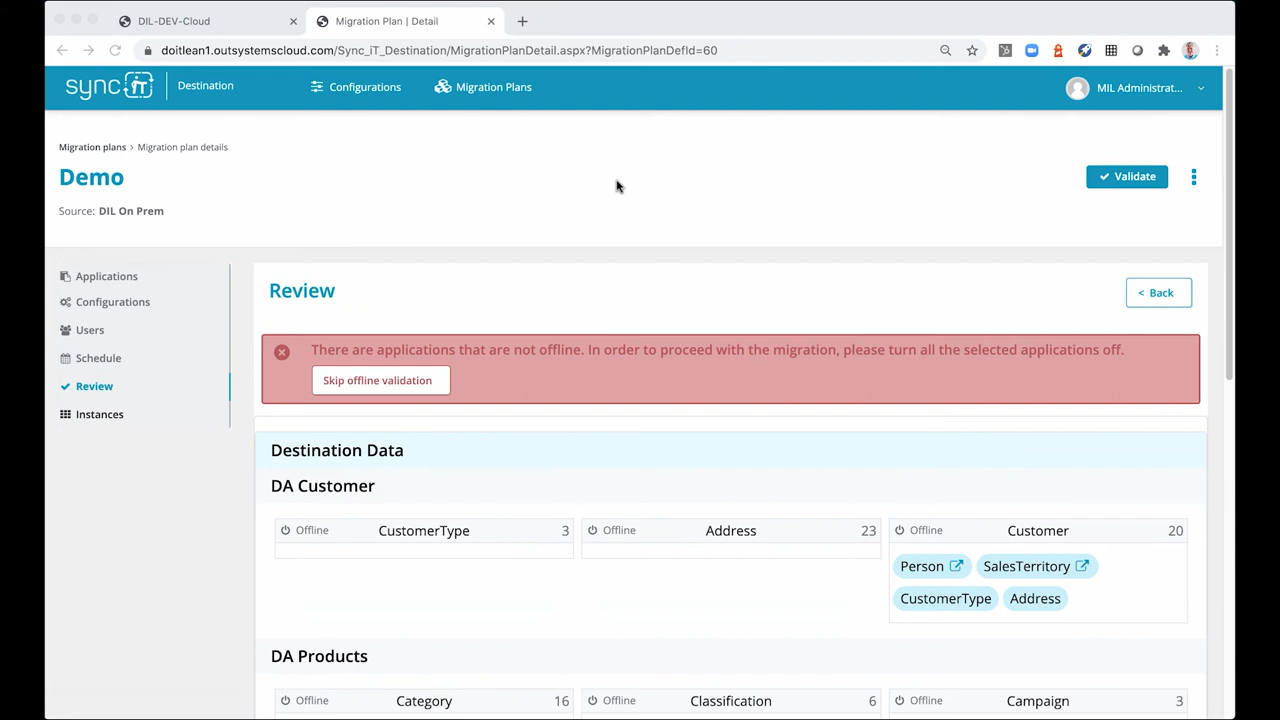 DIL-DEV-Cloud
Migration Plan | Detail
doitlean1.outsystemscloud.com/Sync_iT_Destination/MigrationPlanDetail.aspx?MigrationPlanDefId=60
sync iT Destination Configurations Migration Plans MIL Administrat...
Migration plans > Migration plan details
Demo
Validate
Source: DIL On Prem
Applications
Configurations
Users
Schedule
Review
Instances
Review
< Back
There are applications that are not offline. In order to proceed with the migration, please turn all the selected applications off.
Skip offline validation
Destination Data
DA Customer
Offline CustomerType 3
Offline Address 23
Offline Customer 20
Person SalesTerritory
CustomerType Address
DA Products
Offline Category 16
Offline Classification 6
Offline Campaign 3